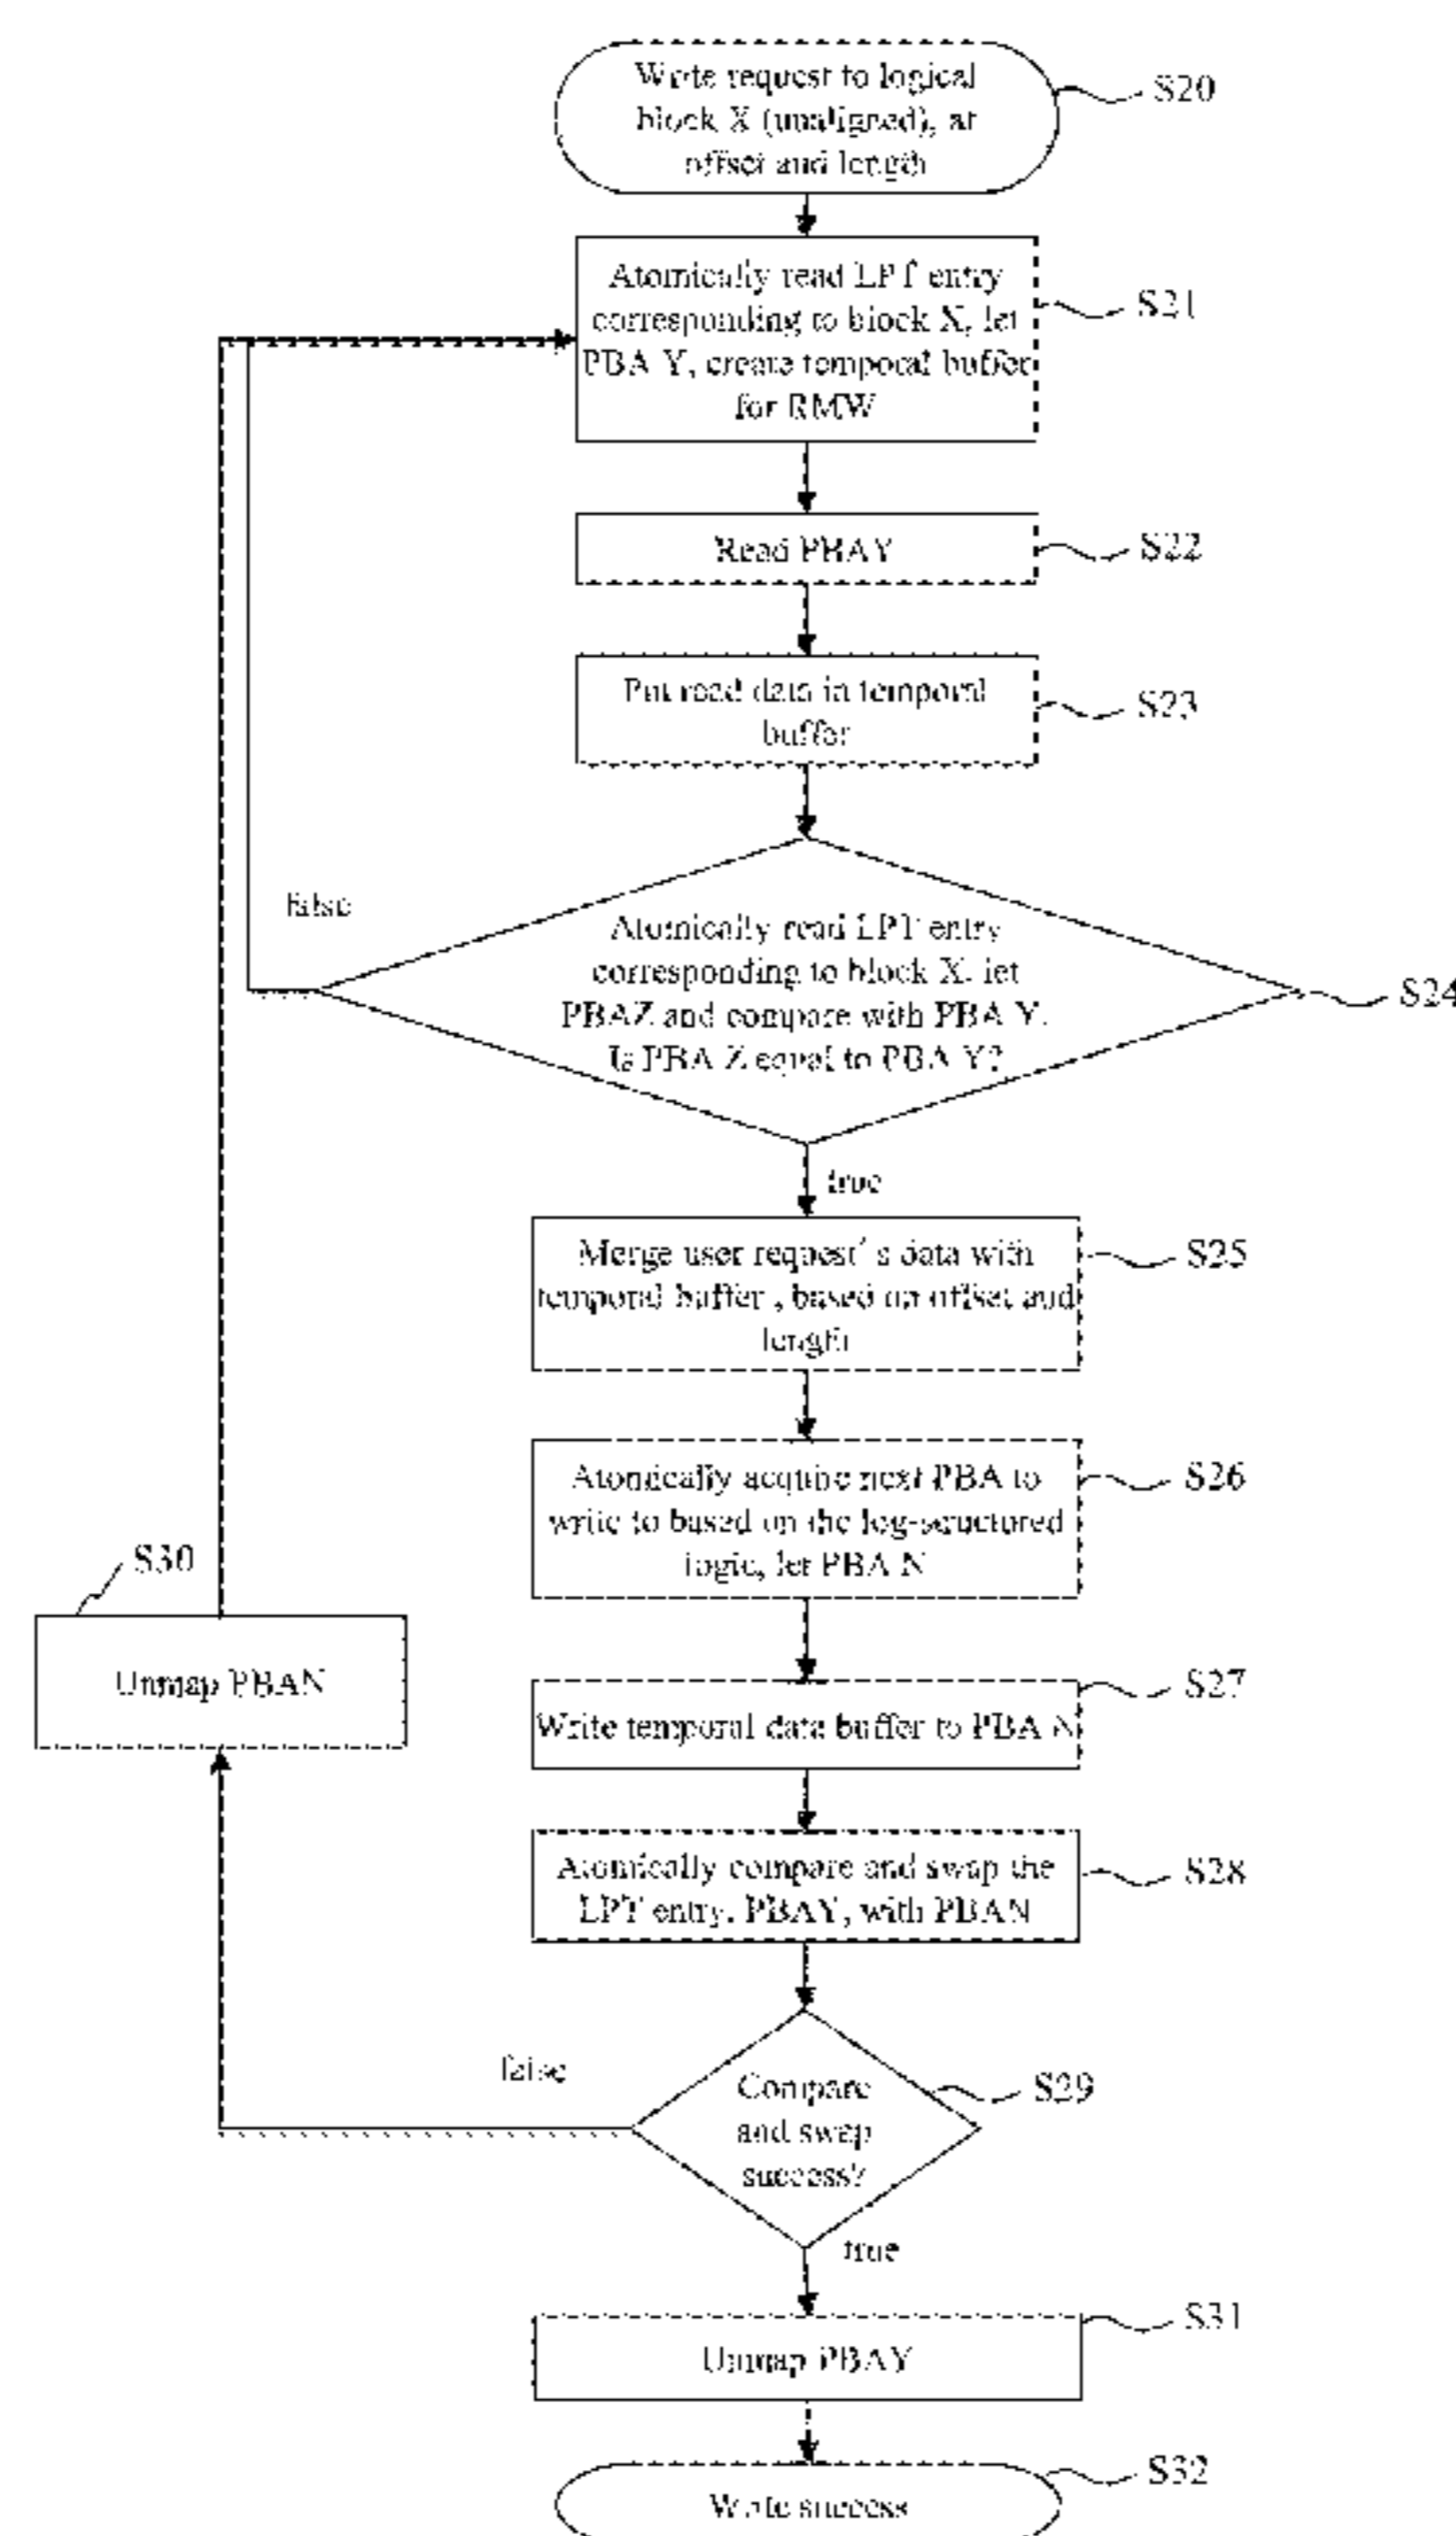 Write request to logical
block X (unaligned), at
offset and length
S20
Atomically read LPT entry
corresponding to block X, let
PBA Y, create temporal buffer
for RMW
S21
Read PBAY
S22
Put read data in temporal
buffer
S23
false
Atomically read LPT entry
corresponding to block X, let
PBAZ and compare with PBA Y.
Is PBA Z equal to PBA Y?
S24
true
Merge user request's data with
temporal buffer , based on offset and
length
S25
Atomically acquire next PBA to
write to based on the log-structured
logic, let PBA N
S26
S30
Unmap PBAN
Write temporal data buffer to PBA N
S27
Atomically compare and swap the
LPT entry, PBAY, with PBAN
S28
false
Compare
and swap
success?
S29
true
Unmap PBAY
S31
Write success
S32